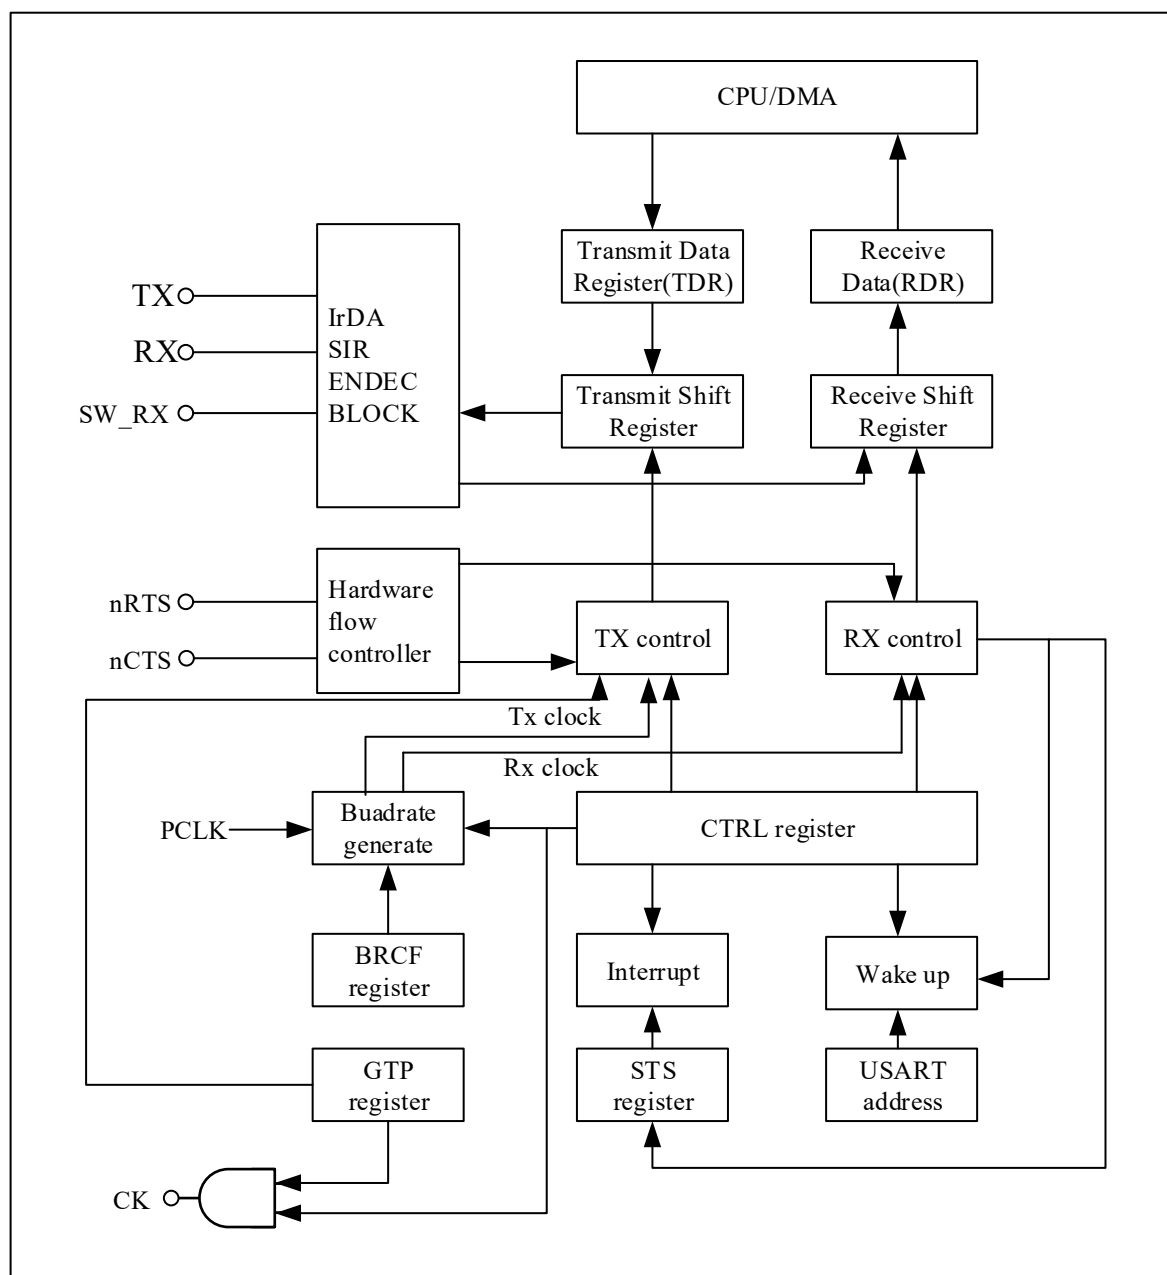 CPU/DMA
Transmit Data
Register(TDR)
Receive
Data(RDR)
TX
RX
SW_RX
IrDA
SIR
ENDEC
BLOCK
Transmit Shift
Register
Receive Shift
Register
nRTS
nCTS
Hardware
flow
controller
TX control
RX control
Tx clock
Rx clock
PCLK
Buadrate
generate
CTRL register
BRCF
register
Interrupt
Wake up
GTP
register
STS
register
USART
address
CK